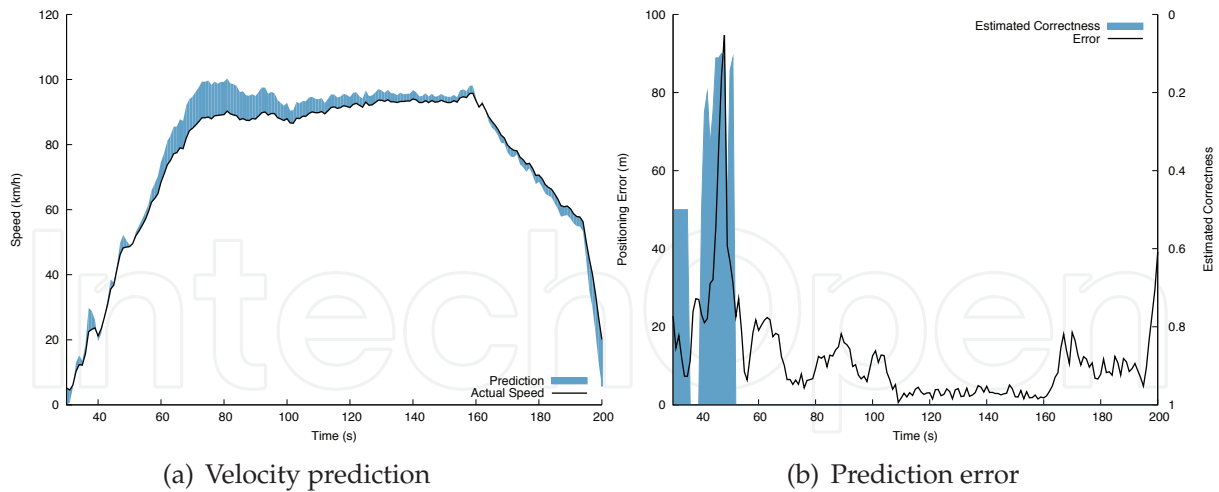 120
100
80
60
40
20
0
Speed (km/h)
40 60 80 100 120 140 160 180 200
Time (s)
Prediction
Actual Speed
(a) Velocity prediction
100
80
60
40
20
0
Positioning Error (m)
Estimated Correctness
Error
0
0.2
0.4
0.6
0.8
1
Estimated Correctness
40 60 80 100 120 140 160 180 200
Time (s)
(b) Prediction error
IntechOpen